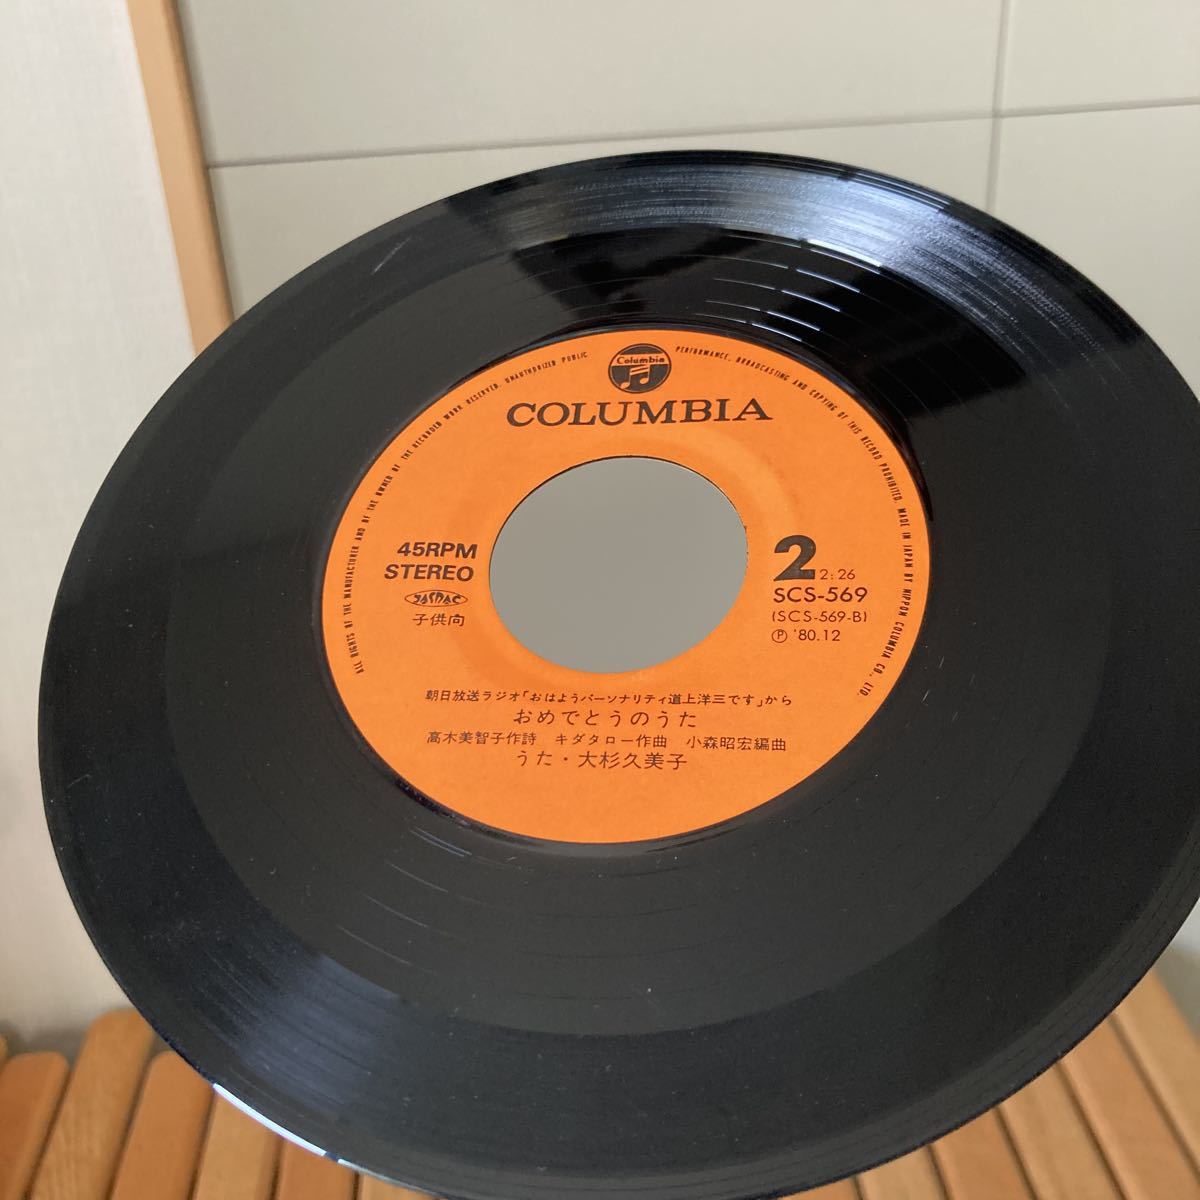 ALL RIGHTS OF THE MANUFACTURER AND OF THE OWNER OF THE RECORDED WORK RESERVED. UNAUTHORIZED PUBLIC PERFORMANCE, BROADCASTING AND COPYING OF THIS RECORD PROHIBITED. MADE IN JAPAN BY NIPPON COLUMBIA CO., LTD
Columbia
COLUMBIA
45RPM
STEREO
JASRAC
子供向
2 2:26
SCS-569
(SCS-569-B)
Ⓟ '80.12
朝日放送ラジオ「おはようパーソナリティ道上洋三です」から
おめでとうのうた
高木美智子作詩 キダタロー作曲 小森昭宏編曲
うた・大杉久美子